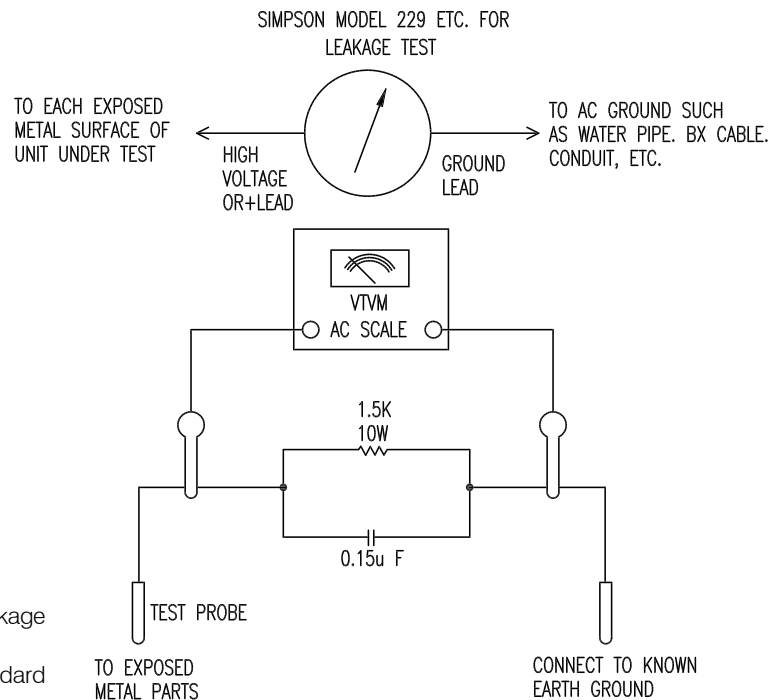 SIMPSON MODEL 229 ETC. FOR
LEAKAGE TEST
TO EACH EXPOSED
METAL SURFACE OF
UNIT UNDER TEST
HIGH
VOLTAGE
OR+LEAD
GROUND
LEAD
TO AC GROUND SUCH
AS WATER PIPE. BX CABLE.
CONDUIT, ETC.
VTVM
AC SCALE
1.5K
10W
0.15u F
TEST PROBE
TO EXPOSED
METAL PARTS
CONNECT TO KNOWN
EARTH GROUND